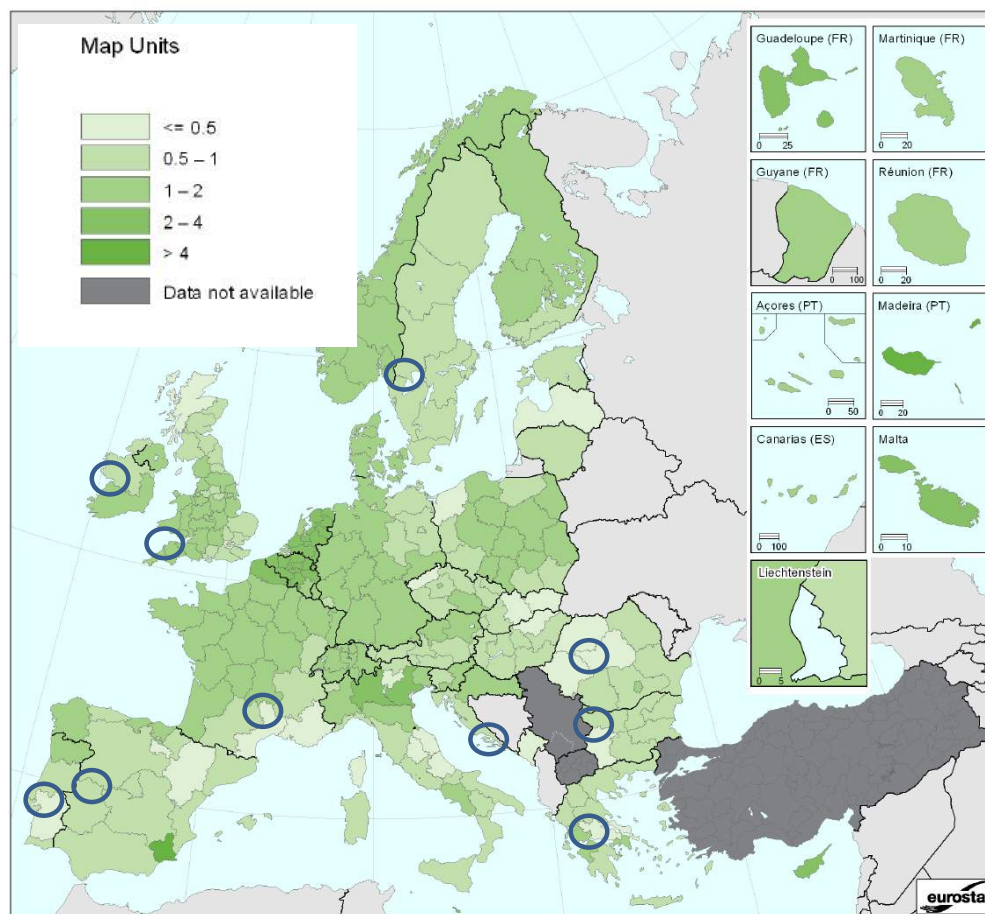 Map Units
<= 0.5
0.5 – 1
1 – 2
2 – 4
> 4
Data not available
Guadeloupe (FR)
0 25
Martinique (FR)
0 20
Guyane (FR)
0 100
Réunion (FR)
0 20
Açores (PT)
0 50
Madeira (PT)
0 20
Canarias (ES)
0 100
Malta
0 10
Liechtenstein
0 5
eurosta